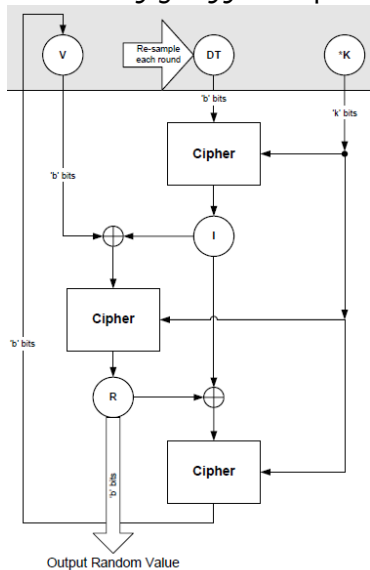 V
Re-sample
each round
DT
*K
'b' bits
'k' bits
Cipher
'b' bits
I
Cipher
'b' bits
R
Cipher
'b' bits
Output Random Value